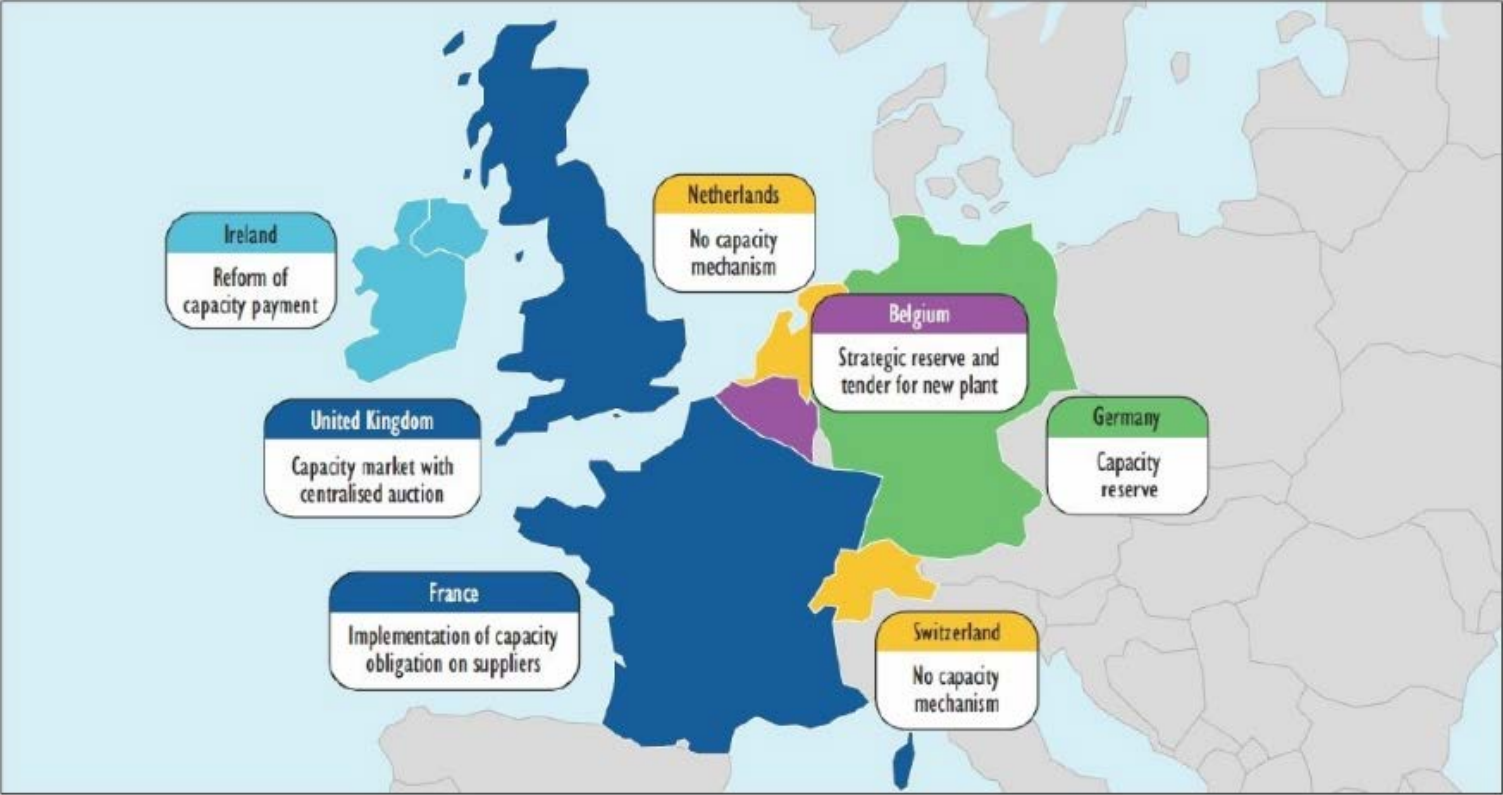 Netherlands
No capacity
mechanism
Ireland
Reform of
capacity payment
Belgium
Strategic reserve and
tender for new plant
United Kingdom
Capacity market with
centralised auction
Germany
Capacity
reserve
France
Implementation of capacity
obligation on suppliers
Switzerland
No capacity
mechanism